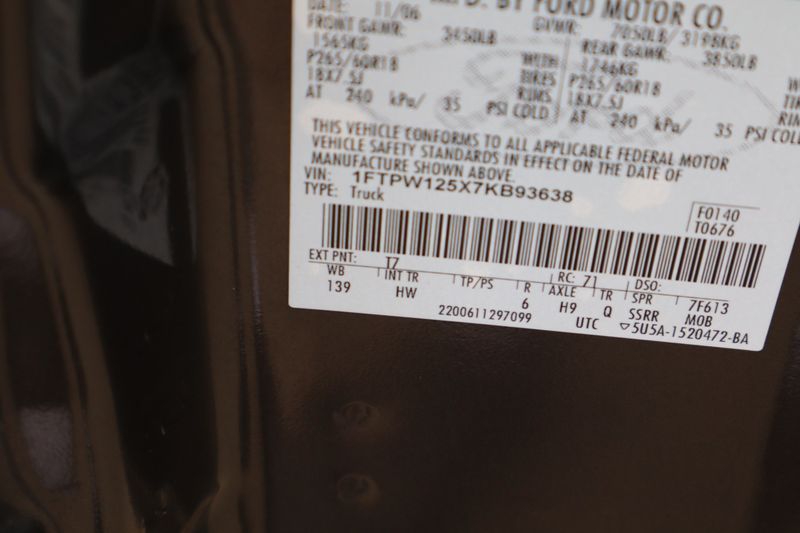 MFD. BY FORD MOTOR CO.
DATE: 11/06 GVWR: 7050LB/ 3198KG
FRONT GAWR: 3450LB REAR GAWR: 3850LB
1565KG WITH 1746KG WITH
P265/60R18 TIRES P265/60R18
18X7.5J RIMS 18X7.5J
AT 240 kPa/ 35 PSI COLD AT 240 kPa/ 35 PSI COLD
THIS VEHICLE CONFORMS TO ALL APPLICABLE FEDERAL MOTOR
VEHICLE SAFETY STANDARDS IN EFFECT ON THE DATE OF
MANUFACTURE SHOWN ABOVE.
VIN: 1FTPW125X7KB93638
TYPE: Truck
F0140
T0676
EXT PNT: T7 RC: 71 DSO:
WB INT TR TP/PS R AXLE TR SPR 7F613
139 HW 6 H9 Q SSRR MOB
2200611297099 UTC ▽5U5A-1520472-BA